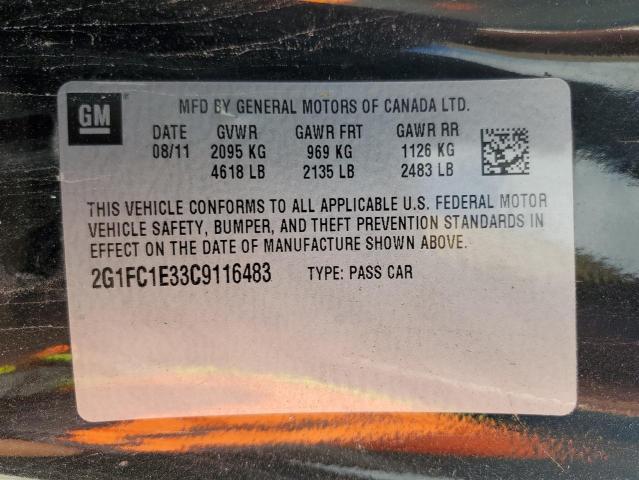 GM MFD BY GENERAL MOTORS OF CANADA LTD.
DATE GVWR GAWR FRT GAWR RR
08/11 2095 KG 969 KG 1126 KG
4618 LB 2135 LB 2483 LB
THIS VEHICLE CONFORMS TO ALL APPLICABLE U.S. FEDERAL MOTOR
VEHICLE SAFETY, BUMPER, AND THEFT PREVENTION STANDARDS IN
EFFECT ON THE DATE OF MANUFACTURE SHOWN ABOVE.
2G1FC1E33C9116483 TYPE: PASS CAR